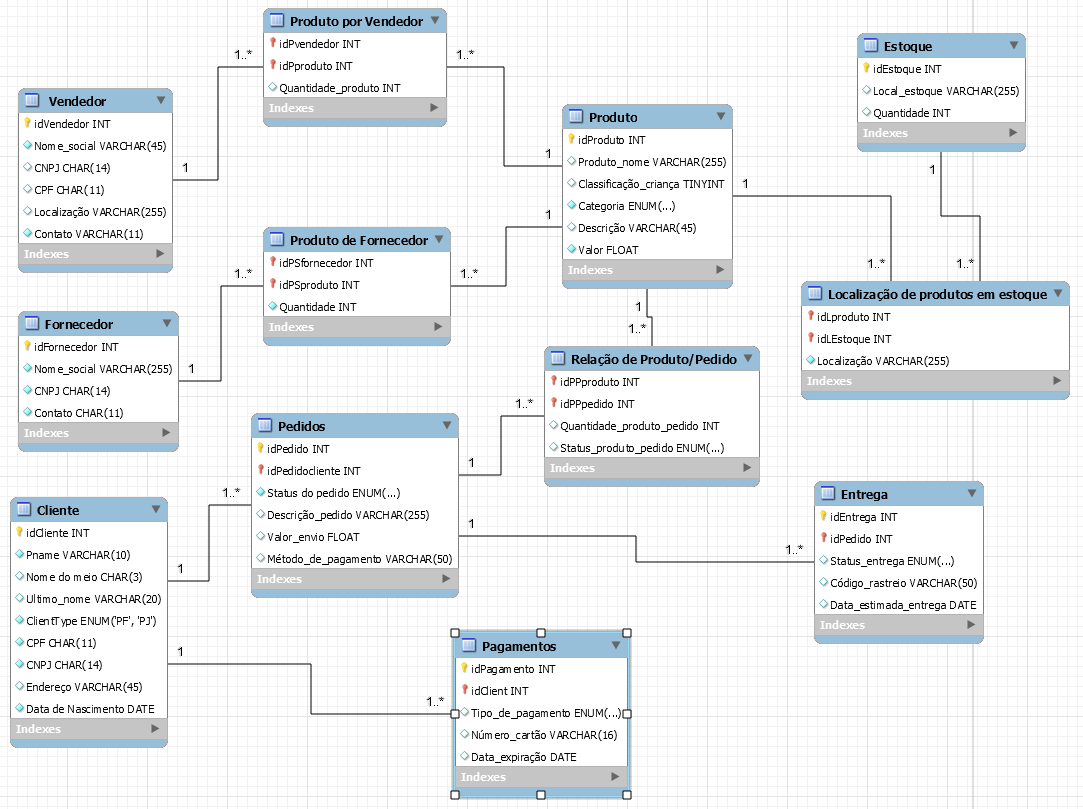 Produto por Vendedor
idPvendedor INT
idPproduto INT
Quantidade_produto INT
Indexes
1..*
1..*
Estoque
idEstoque INT
Local_estoque VARCHAR(255)
Quantidade INT
Indexes
1
Vendedor
idVendedor INT
Nome_social VARCHAR(45)
CNPJ CHAR(14)
CPF CHAR(11)
Localização VARCHAR(255)
Contato VARCHAR(11)
Indexes
1
Produto
idProduto INT
Produto_nome VARCHAR(255)
Classificação_criança TINYINT
Categoria ENUM(...)
Descrição VARCHAR(45)
Valor FLOAT
Indexes
1
1
1
1
Produto de Fornecedor
idPSfornecedor INT
idPSproduto INT
Quantidade INT
Indexes
1..*
1..*
Localização de produtos em estoque
idLproduto INT
idLEstoque INT
Localização VARCHAR(255)
Indexes
1..*
1..*
Fornecedor
idFornecedor INT
Nome_social VARCHAR(255)
CNPJ CHAR(14)
Contato CHAR(11)
Indexes
1
Relação de Produto/Pedido
idPPproduto INT
idPPpedido INT
Quantidade_produto_pedido INT
Status_produto_pedido ENUM(...)
Indexes
1..*
1..*
Pedidos
idPedido INT
idPedidocliente INT
Status do pedido ENUM(...)
Descrição_pedido VARCHAR(255)
Valor_envio FLOAT
Método_de_pagamento VARCHAR(50)
Indexes
1..*
1
1
Entrega
idEntrega INT
idPedido INT
Status_entrega ENUM(...)
Código_rastreio VARCHAR(50)
Data_estimada_entrega DATE
Indexes
1..*
Cliente
idCliente INT
Pname VARCHAR(10)
Nome do meio CHAR(3)
Ultimo_nome VARCHAR(20)
ClientType ENUM('PF', 'PJ')
CPF CHAR(11)
CNPJ CHAR(14)
Endereço VARCHAR(45)
Data de Nascimento DATE
Indexes
1
1
Pagamentos
idPagamento INT
idClient INT
Tipo_de_pagamento ENUM(...)
Número_cartão VARCHAR(16)
Data_expiração DATE
Indexes
1..*